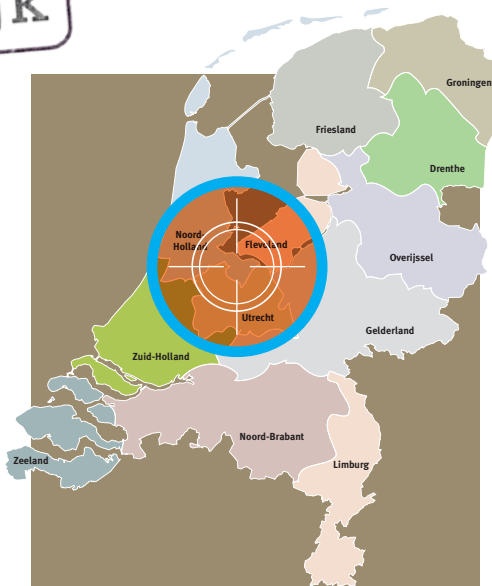 K
Groningen
Friesland
Drenthe
Noord-
Holland
Flevoland
Overijssel
Utrecht
Gelderland
Zuid-Holland
Noord-Brabant
Limburg
Zeeland